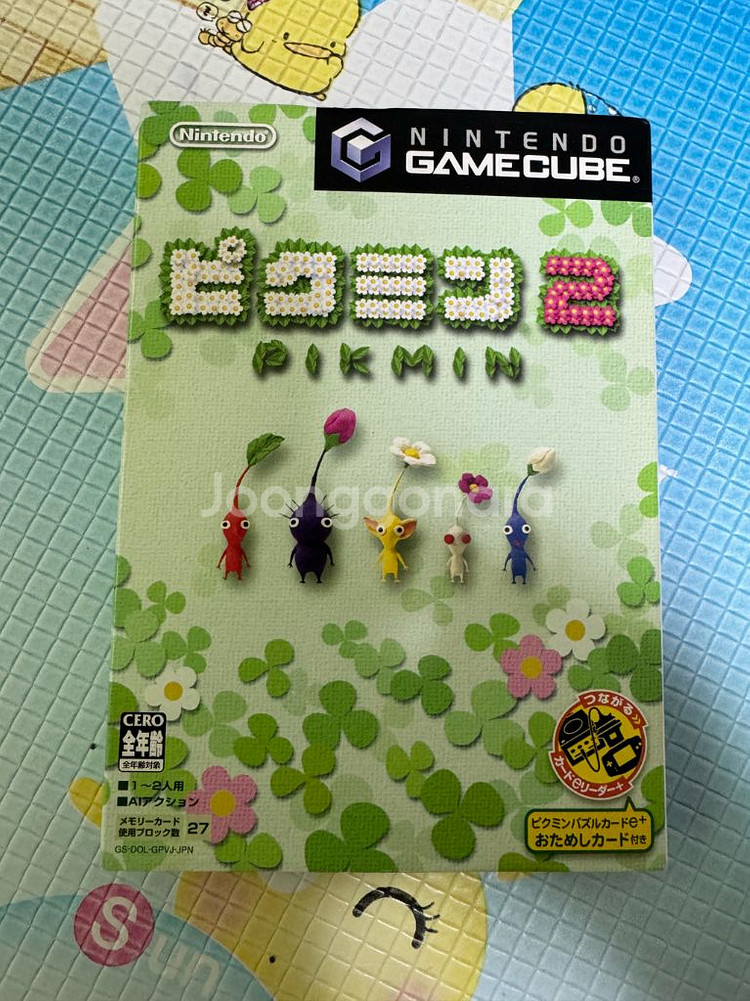 Nintendo
NINTENDO
GAMECUBE®
ピクミン2
PIKMIN
Joongoonara
CERO
全年齢
全年齢対象
■1〜2人用
■AIアクション
メモリーカード
使用ブロック数 27
GS-DOL-GPVJ-JPN
つながる>>
カードeリーダー+
ピクミンパズルカードe+
おためしカード付き
Sun